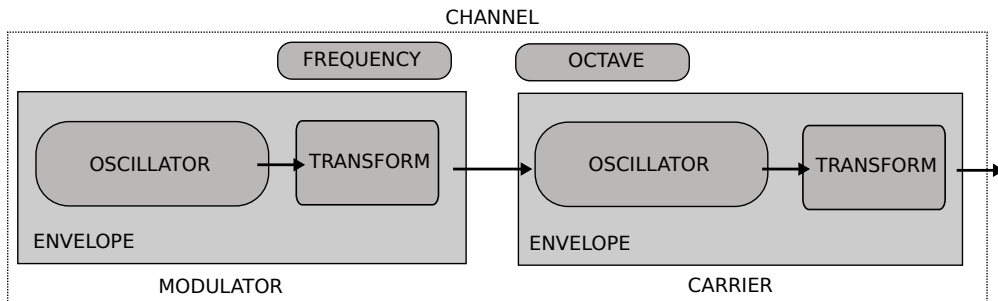 CHANNEL
FREQUENCY
OCTAVE
OSCILLATOR
TRANSFORM
ENVELOPE
MODULATOR
OSCILLATOR
TRANSFORM
ENVELOPE
CARRIER